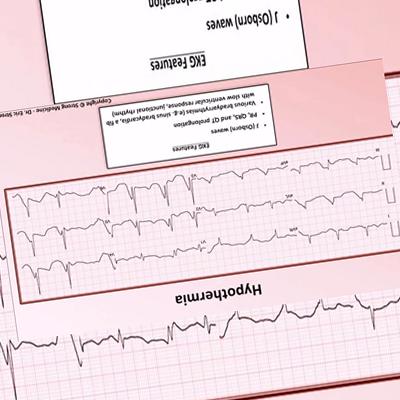 Hypothermia
EKG Features
• J (Osborn) waves
• PR, QRS, and QT prolongation
• Various bradyarrhythmias (e.g. sinus bradycardia, a fib
with slow ventricular response, junctional rhythm)
Copyright © Strong Medicine - Dr. Eric
EKG Features
• J (Osborn) waves